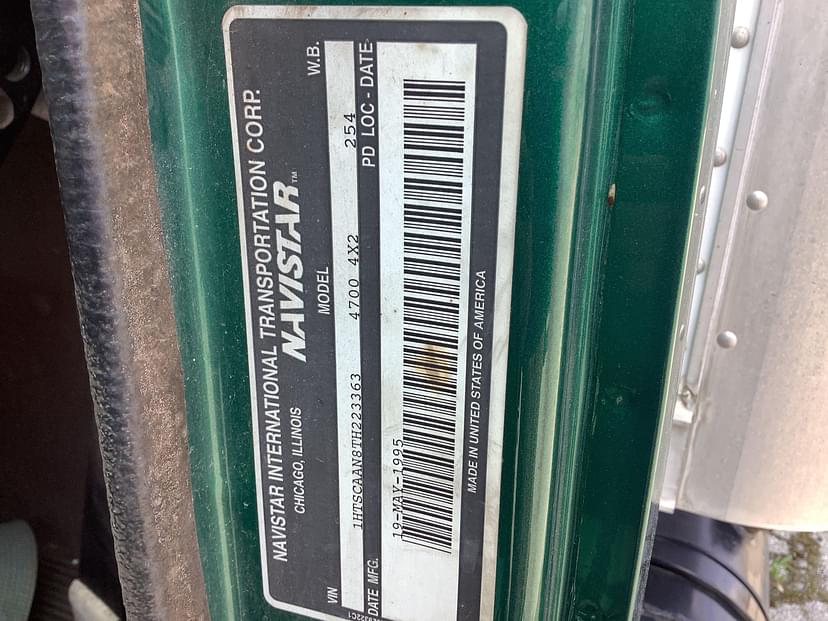 NAVISTAR INTERNATIONAL TRANSPORTATION CORP.
CHICAGO, ILLINOIS NAVISTAR™
VIN MODEL W.B.
1HTSCAAN8TH223363 4700 4X2 254
DATE MFG. PD LOC - DATE
19-MAY-1995
MADE IN UNITED STATES OF AMERICA